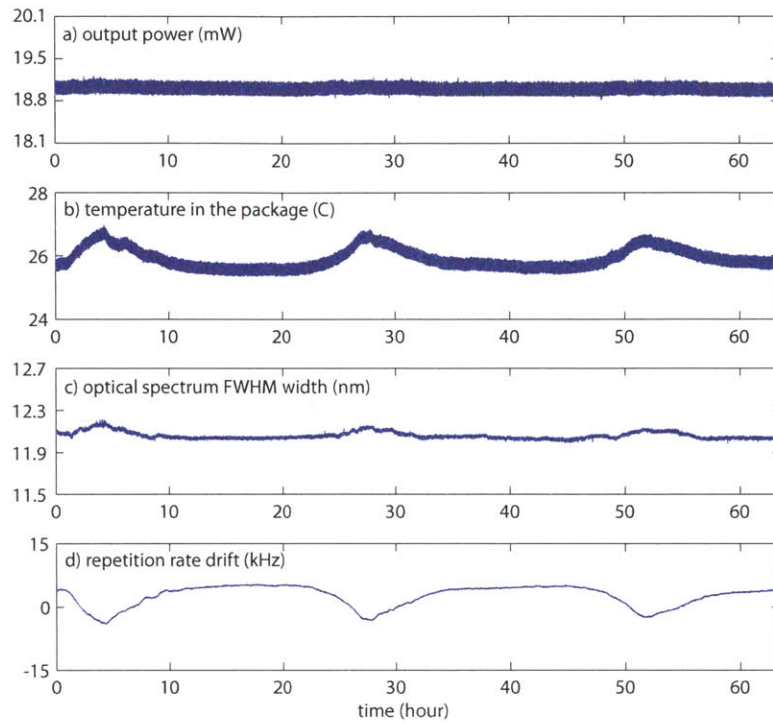 20.1
a) output power (mW)
19.5
18.8
18.1
0 10 20 30 40 50 60
28
b) temperature in the package (C)
26
24
0 10 20 30 40 50 60
12.7
c) optical spectrum FWHM width (nm)
12.3
11.9
11.5
0 10 20 30 40 50 60
15
d) repetition rate drift (kHz)
0
-15
0 10 20 30 40 50 60
time (hour)